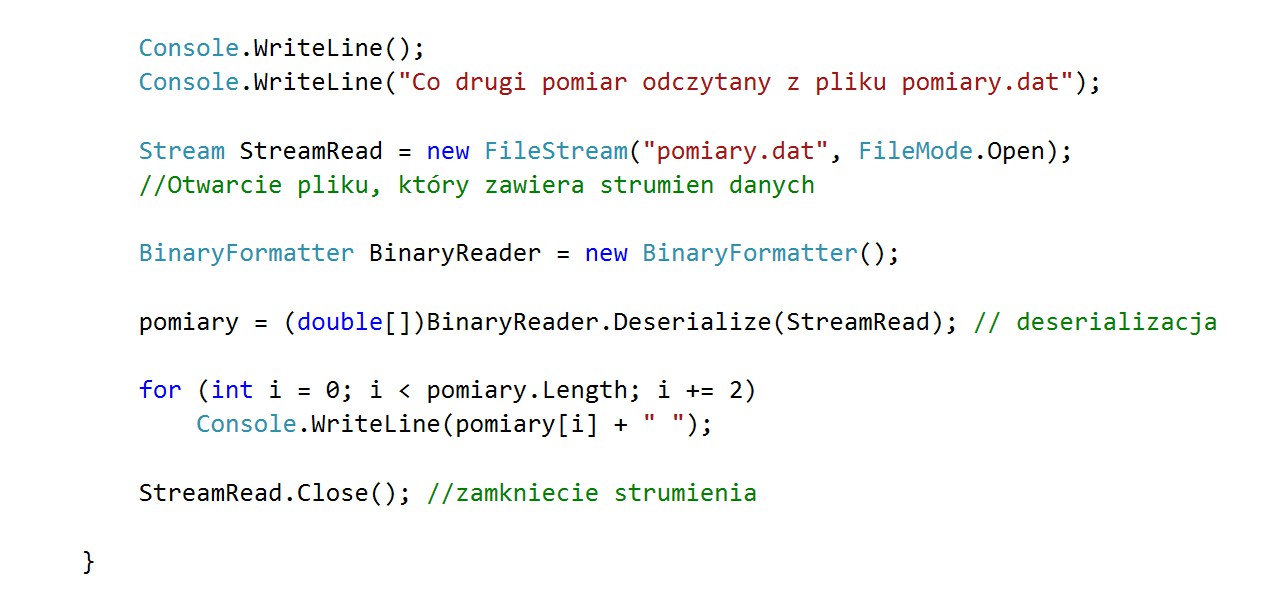 Console.WriteLine();
Console.WriteLine("Co drugi pomiar odczytany z pliku pomiary.dat");
Stream StreamRead = new FileStream("pomiary.dat", FileMode.Open);
//Otwarcie pliku, który zawiera strumien danych
BinaryFormatter BinaryReader = new BinaryFormatter();
pomiary = (double[])BinaryReader.Deserialize(StreamRead); // deserializacja
for (int i = 0; i < pomiary.Length; i += 2)
Console.WriteLine(pomiary[i] + " ");
StreamRead.Close(); //zamkniecie strumienia
}